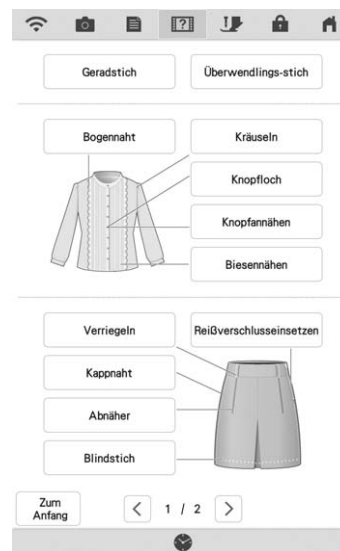 Geradstich
Überwendlings-stich
Bogennaht
Kräuseln
Knopfloch
Knopfannähen
Biesennähen
Verriegeln
Reißverschlusseinsetzen
Kappnaht
Abnäher
Blindstich
Zum
Anfang
1 / 2